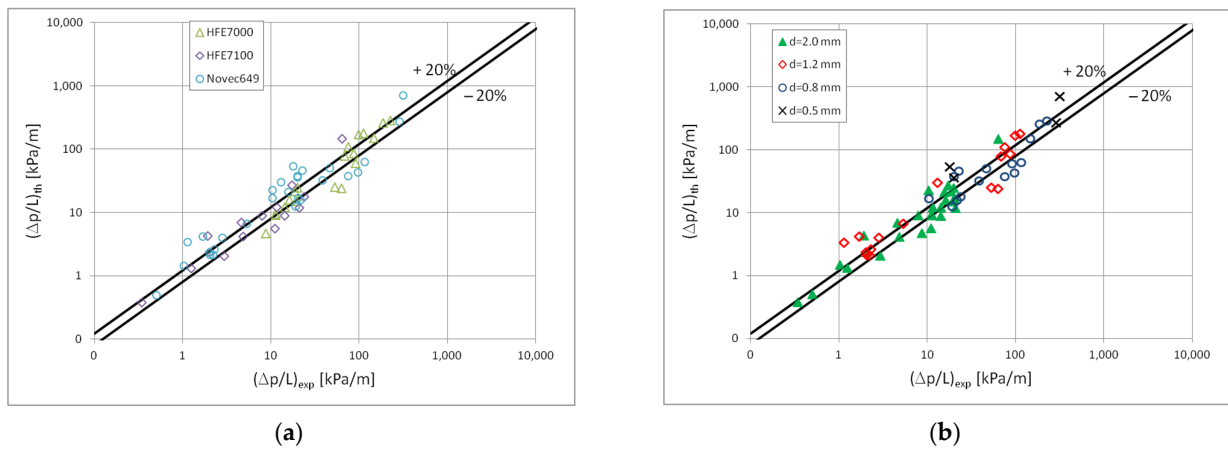 10,000
1,000
100
10
1
0
0
1
10
100
1,000
10,000
(Δp/L)th [kPa/m]
(Δp/L)exp [kPa/m]
HFE7000
HFE7100
Novec649
+ 20%
– 20%
(a)
10,000
1,000
100
10
1
0
0
1
10
100
1,000
10,000
(Δp/L)th [kPa/m]
(Δp/L)exp [kPa/m]
d=2.0 mm
d=1.2 mm
d=0.8 mm
d=0.5 mm
+ 20%
– 20%
(b)